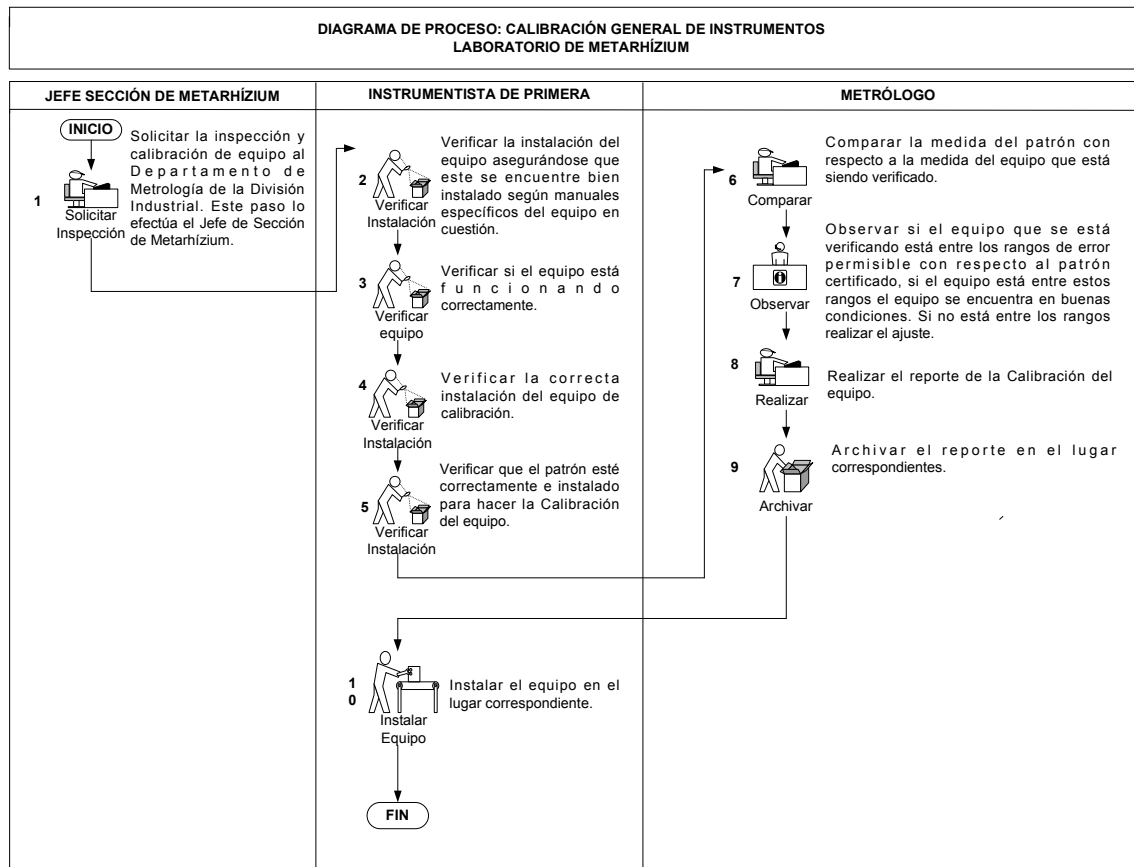 DIAGRAMA DE PROCESO: CALIBRACIÓN GENERAL DE INSTRUMENTOS
LABORATORIO DE METARHÍZIUM
JEFE SECCIÓN DE METARHÍZIUM
INICIO
1
Solicitar
Inspección
Solicitar la inspección y
calibración de equipo al
Departamento de
Metrología de la División
Industrial. Este paso lo
efectúa el Jefe de Sección
de Metarhízium.
INSTRUMENTISTA DE PRIMERA
2
Verificar
Instalación
Verificar la instalación del
equipo asegurándose que
este se encuentre bien
instalado según manuales
específicos del equipo en
cuestión.
3
Verificar
equipo
Verificar si el equipo está
funcionando
correctamente.
4
Verificar
Instalación
Verificar la correcta
instalación del equipo de
calibración.
5
Verificar
Instalación
Verificar que el patrón esté
correctamente e instalado
para hacer la Calibración
del equipo.
METRÓLOGO
6
Comparar
Comparar la medida del patrón con
respecto a la medida del equipo que está
siendo verificado.
7
Observar
Observar si el equipo que se está
verificando está entre los rangos de error
permisible con respecto al patrón
certificado, si el equipo está entre estos
rangos el equipo se encuentra en buenas
condiciones. Si no está entre los rangos
realizar el ajuste.
8
Realizar
Realizar el reporte de la Calibración del
equipo.
9
Archivar
Archivar el reporte en el lugar
correspondientes.
1
0
Instalar
Equipo
Instalar el equipo en el
lugar correspondiente.
FIN